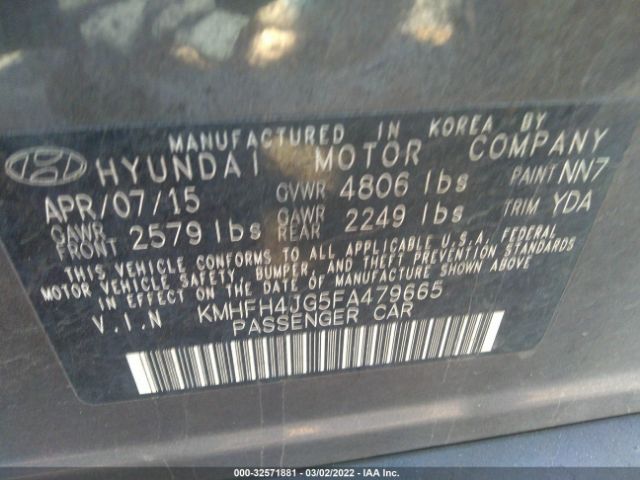 MANUFACTURED IN KOREA BY
HYUNDAI MOTOR COMPANY
APR/07/15 GVWR 4806 lbs PAINT NN7
GAWR FRONT 2579 lbs GAWR REAR 2249 lbs TRIM YDA
THIS VEHICLE CONFORMS TO ALL APPLICABLE U.S.A. FEDERAL
MOTOR VEHICLE SAFETY, BUMPER, AND THEFT PREVENTION STANDARDS
IN EFFECT ON THE DATE OF MANUFACTURE SHOWN ABOVE
V.I.N KMHFH4JG5FA479665
PASSENGER CAR
000-32571881 - 03/02/2022 - IAA Inc.